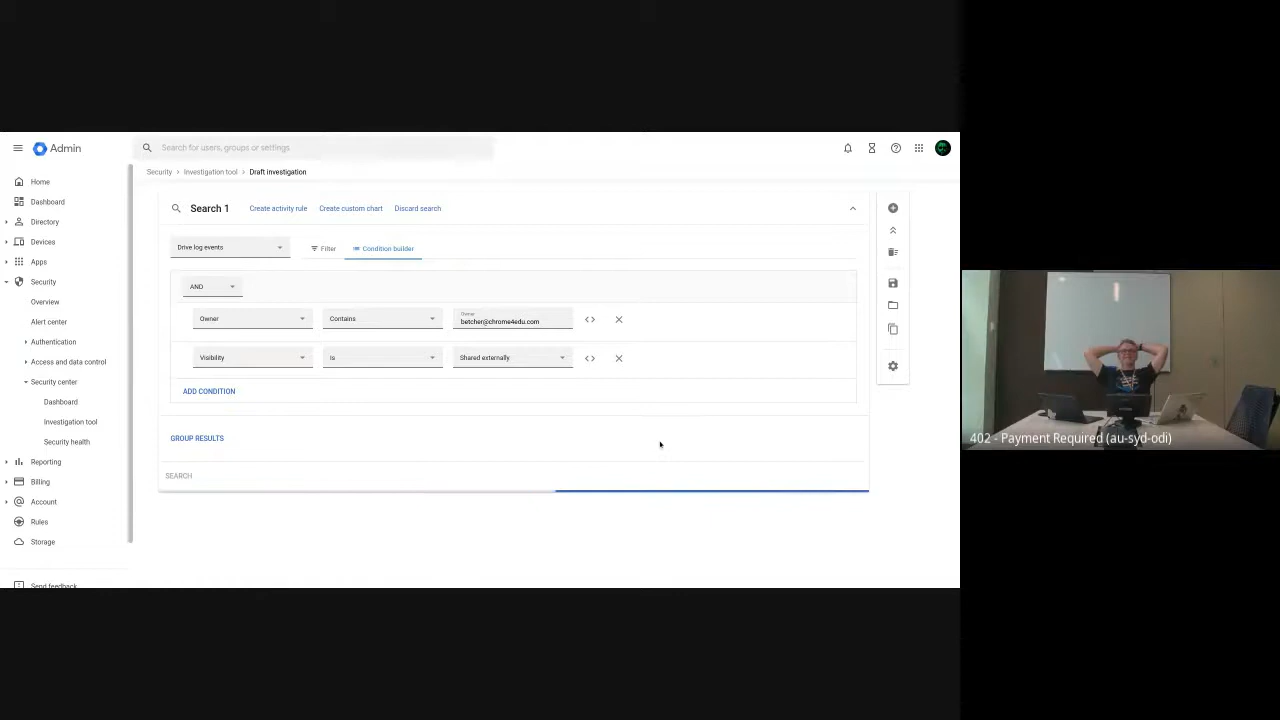 Admin
Search for users, groups or settings
Security > Investigation tool > Draft investigation
Home
Dashboard
Directory
Devices
Apps
Security
Overview
Alert center
Authentication
Access and data control
Security center
Dashboard
Investigation tool
Security health
Reporting
Billing
Account
Rules
Storage
Send feedback
Search 1 Create activity rule Create custom chart Discard search
Drive log events Filter Condition builder
AND
Owner Contains Owner betcher@chrome4edu.com
Visibility Is Shared externally
ADD CONDITION
GROUP RESULTS
SEARCH
402 - Payment Required (au-syd-odi)